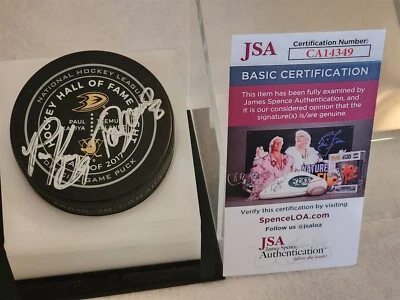 NATIONAL HOCKEY LEAGUE
HOCKEY HALL OF FAME
PAUL
KARIYA
TEEMU
OF 2017
GAME PUCK
JSA
Certification Number:
CA14349
BASIC CERTIFICATION
This item has been fully examined by
James Spence Authentication, and it
is our considered opinion that the
signature(s) is/are genuine.
Verify this certification by visiting
SpenceLOA.com
Follow us @jsaloa
JSA
James Spence
Authentication